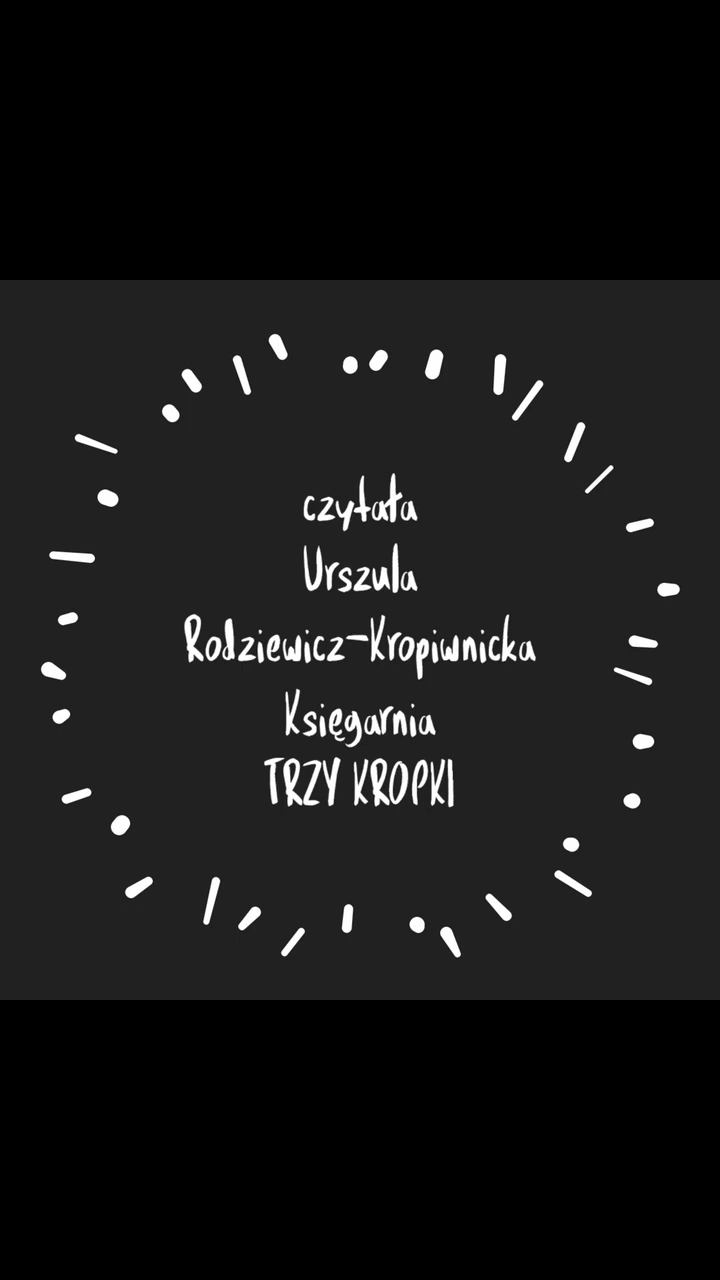 czytała
Urszula
Rodziewicz-Kropiwnicka
Księgarnia
TRZY KROPKI